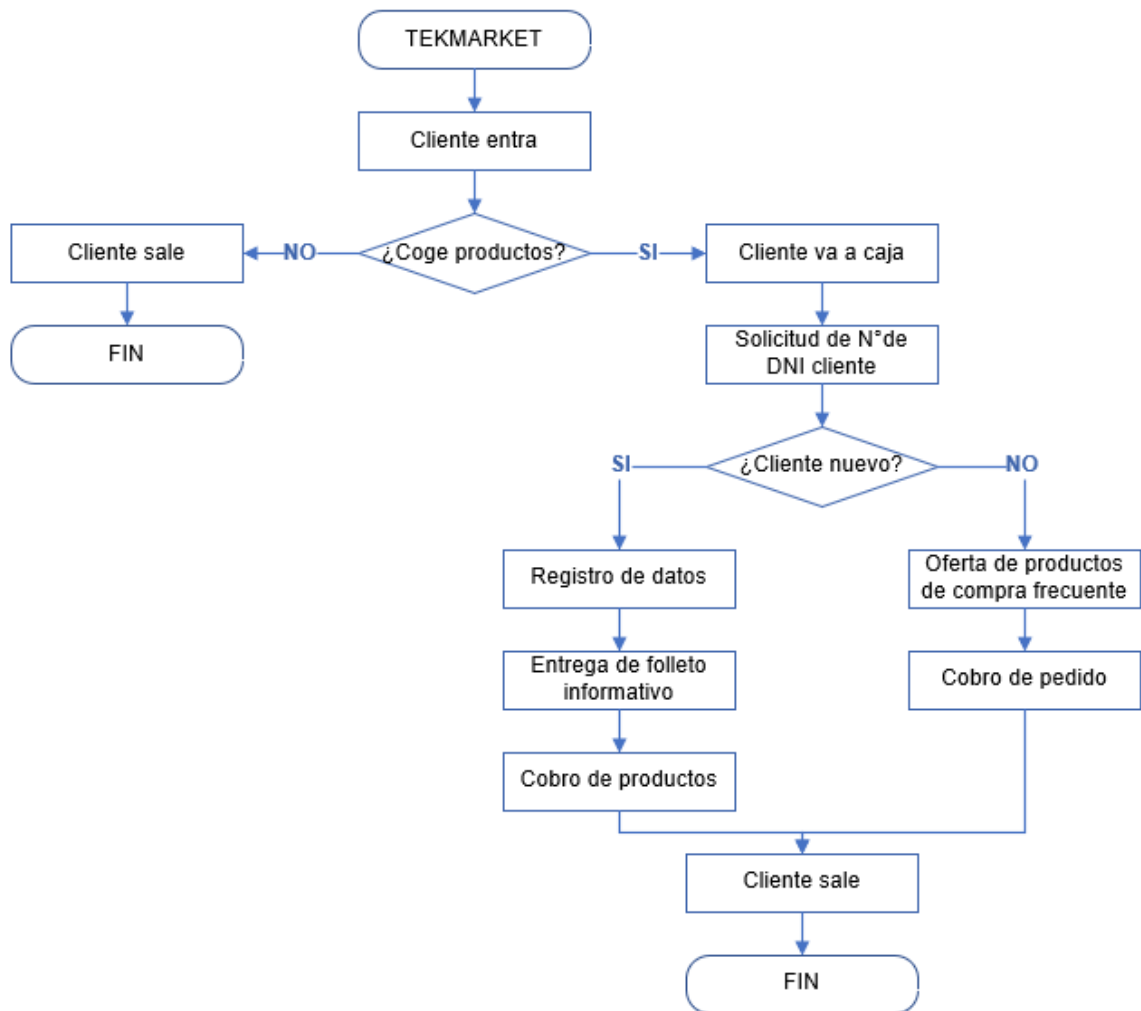 TEKMARKET
Cliente entra
¿Coge productos?
NO
SI
Cliente sale
FIN
Cliente va a caja
Solicitud de N°de
DNI cliente
¿Cliente nuevo?
SI
NO
Registro de datos
Entrega de folleto
informativo
Cobro de productos
Oferta de productos
de compra frecuente
Cobro de pedido
Cliente sale
FIN